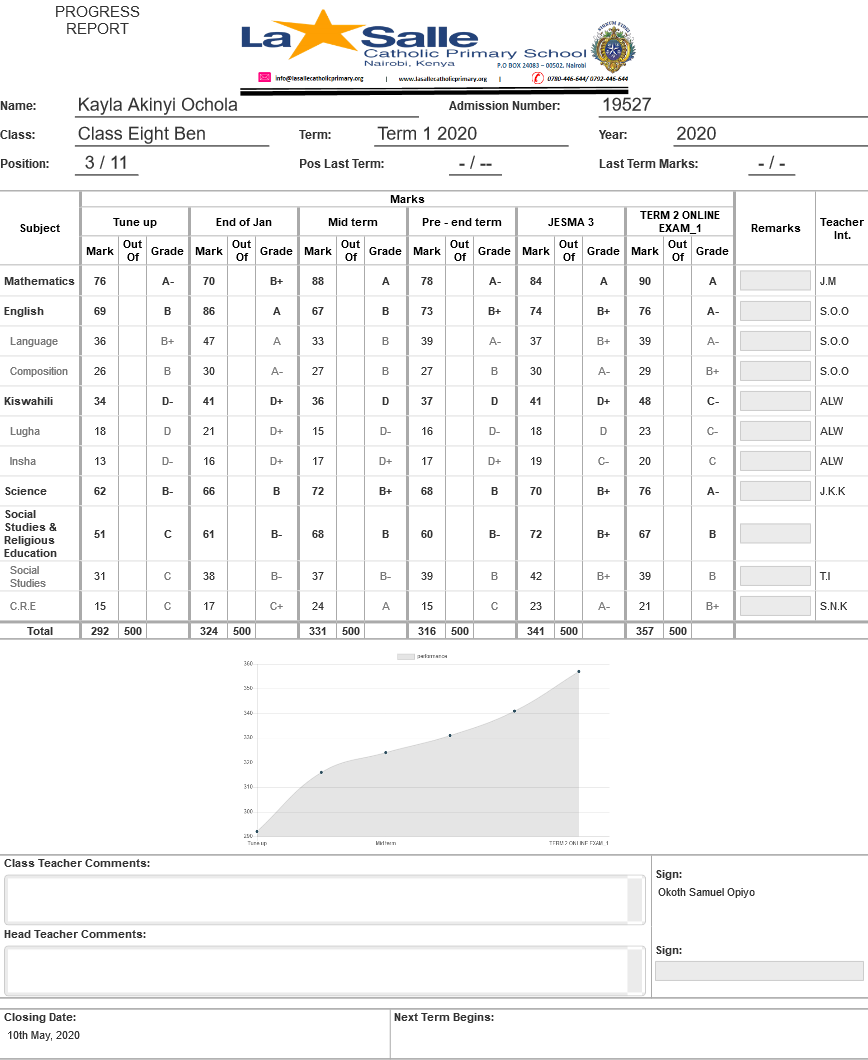 PROGRESS
REPORT
La Salle
Catholic Primary School
Nairobi, Kenya
P.O BOX 24083 – 00502, Nairobi
info@lasallecatholicprimary.org | www.lasallecatholicprimary.org | 0780-446-644/ 0792-446-644
Name: Kayla Akinyi Ochola Admission Number: 19527
Class: Class Eight Ben Term: Term 1 2020 Year: 2020
Position: 3 / 11 Pos Last Term: - / -- Last Term Marks: - / -
Subject Marks Remarks Teacher Int.
Tune up End of Jan Mid term Pre - end term JESMA 3 TERM 2 ONLINE EXAM_1
Mark Out Of Grade Mark Out Of Grade Mark Out Of Grade Mark Out Of Grade Mark Out Of Grade Mark Out Of Grade
Mathematics 76 A- 70 B+ 88 A 78 A- 84 A 90 A J.M
English 69 B 86 A 67 B 73 B+ 74 B+ 76 A- S.O.O
Language 36 B+ 47 A 33 B 39 A- 37 B+ 39 A- S.O.O
Composition 26 B 30 A- 27 B 27 B 30 A- 29 B+ S.O.O
Kiswahili 34 D- 41 D+ 36 D 37 D 41 D+ 48 C- ALW
Lugha 18 D 21 D+ 15 D- 16 D- 18 D 23 C- ALW
Insha 13 D- 16 D+ 17 D+ 17 D+ 19 C- 20 C ALW
Science 62 B- 66 B 72 B+ 68 B 70 B+ 76 A- J.K.K
Social
Studies &
Religious
Education 51 C 61 B- 68 B 60 B- 72 B+ 67 B
Social
Studies 31 C 38 B- 37 B- 39 B 42 B+ 39 B T.I
C.R.E 15 C 17 C+ 24 A 15 C 23 A- 21 B+ S.N.K
Total 292 500 324 500 331 500 316 500 341 500 357 500
performance
360
350
340
330
320
310
300
290
Tune up Mid term TERM 2 ONLINE EXAM_1
Class Teacher Comments:
Sign:
Okoth Samuel Opiyo
Head Teacher Comments:
Sign:
Closing Date: Next Term Begins:
10th May, 2020